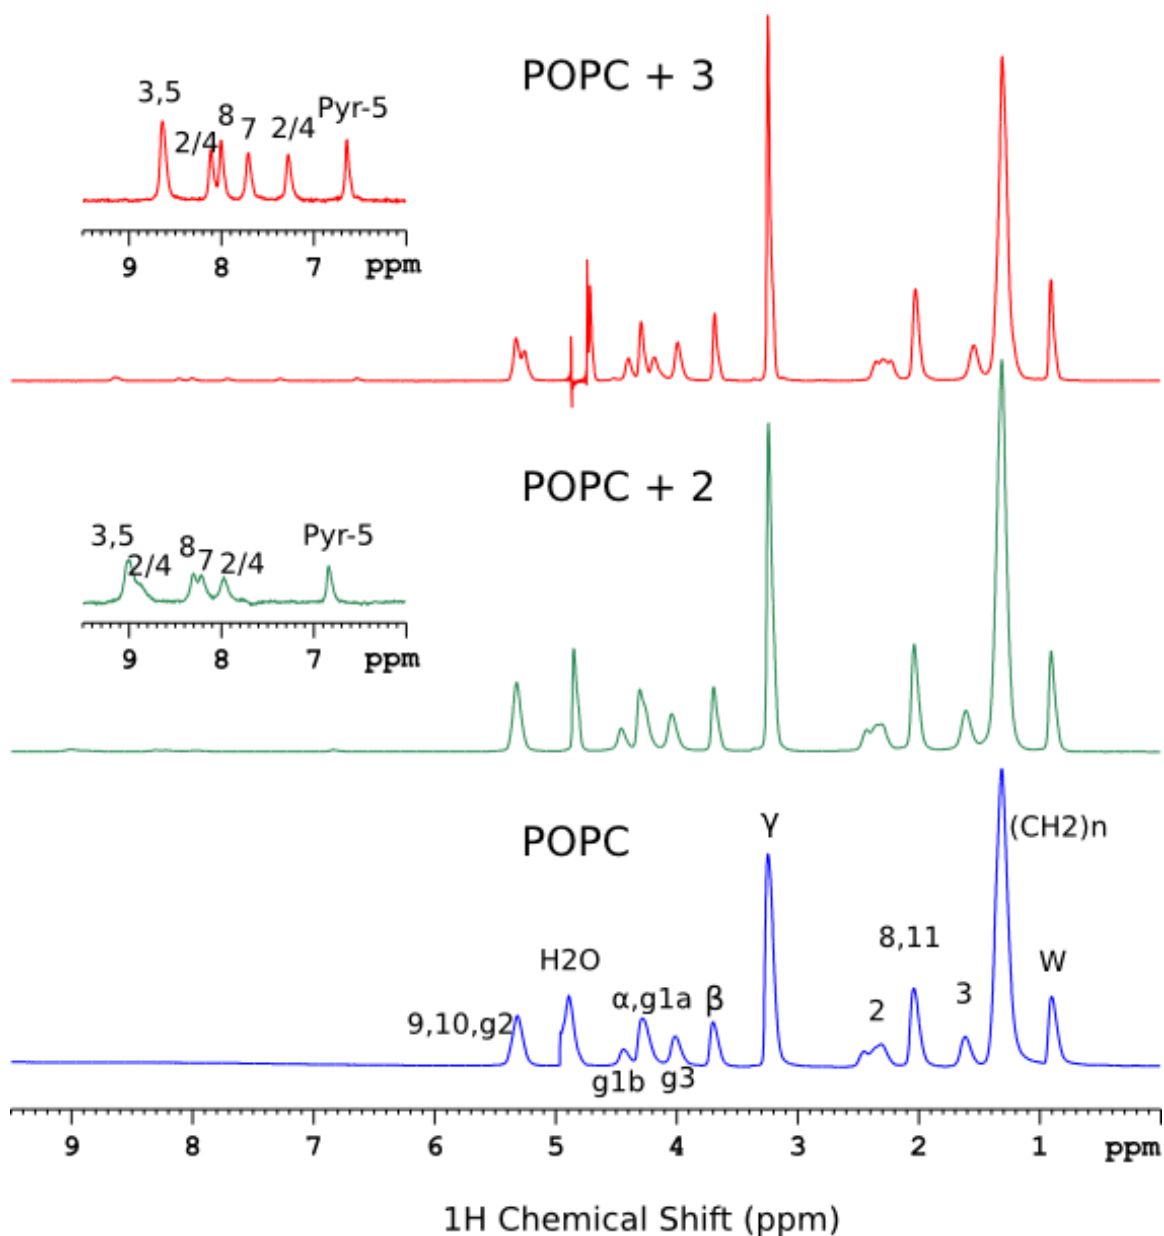 POPC + 3
3,5
2/4
8
7
2/4
Pyr-5
9 8 7 ppm
POPC + 2
3,5
2/4
8
7
2/4
Pyr-5
9 8 7 ppm
POPC
γ
(CH2)n
H2O
8,11
W
9,10,g2
α,g1a
β
2
3
g1b
g3
9 8 7 6 5 4 3 2 1 ppm
1H Chemical Shift (ppm)